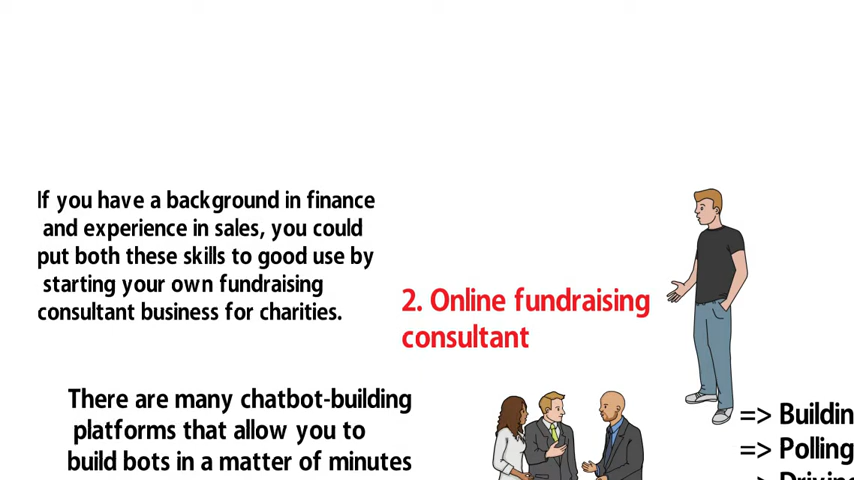 If you have a background in finance
and experience in sales, you could
put both these skills to good use by
starting your own fundraising
consultant business for charities.
2. Online fundraising
consultant
There are many chatbot-building
platforms that allow you to
build bots in a matter of minutes
=> Buildin
=> Polling